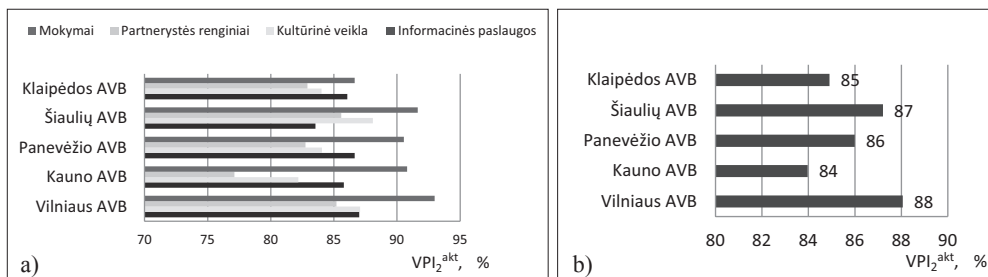 Mokymai Partnerystės renginiai Kultūrinė veikla Informacinės paslaugos
Klaipėdos AVB
Šiaulių AVB
Panevėžio AVB
Kauno AVB
Vilniaus AVB
70 75 80 85 90 95
a) VPI₂ᵃᵏᵗ, %
Klaipėdos AVB 85
Šiaulių AVB 87
Panevėžio AVB 86
Kauno AVB 84
Vilniaus AVB 88
80 82 84 86 88 90
b) VPI₂ᵃᵏᵗ, %